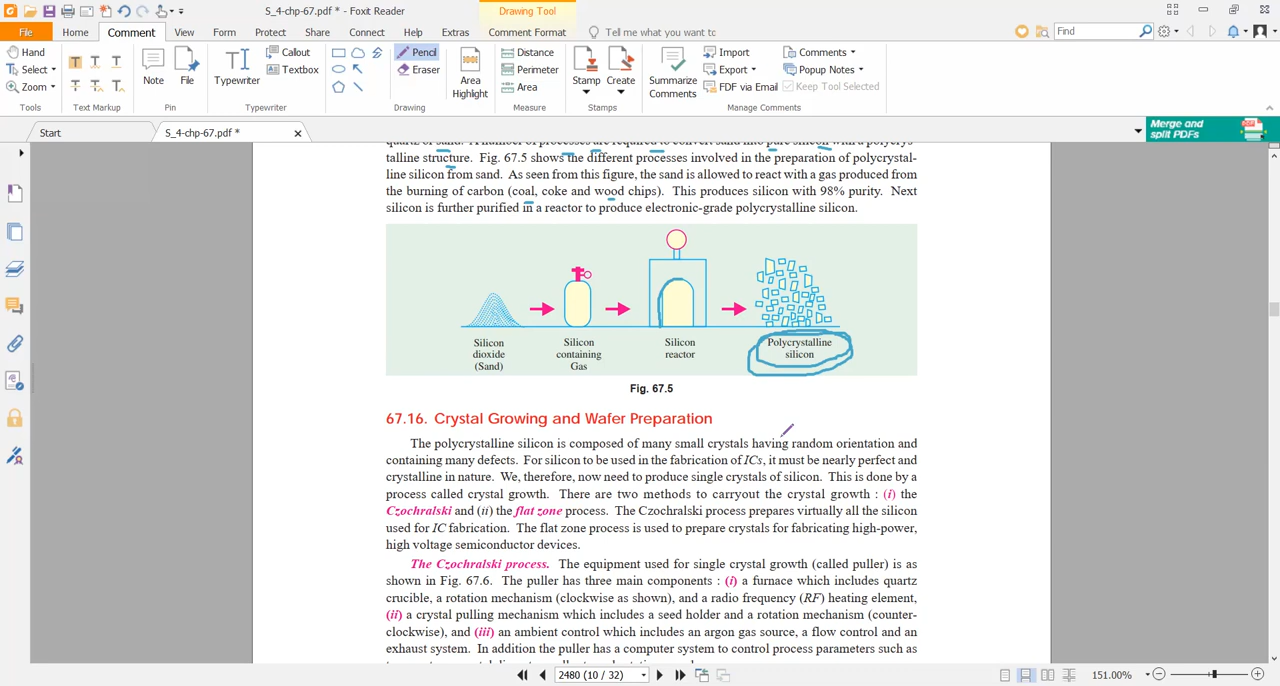 S_4-chp-67.pdf * - Foxit Reader
Drawing Tool
File Home Comment View Form Protect Share Connect Help Extras Comment Format Tell me what you want to Find
Hand
Select
Zoom
Tools
Text Markup
Note
File
Pin
Typewriter
Callout
Textbox
Typewriter
Pencil
Eraser
Drawing
Area
Highlight
Distance
Perimeter
Area
Measure
Stamp
Create
Stamps
Summarize
Comments
Import
Export
FDF via Email
Comments
Popup Notes
Keep Tool Selected
Manage Comments
Start
S_4-chp-67.pdf *
Merge and
split PDFs
quartz or sand. A number of processes are required to convert sand into pure silicon with a polycrys-
talline structure. Fig. 67.5 shows the different processes involved in the preparation of polycrystal-
line silicon from sand. As seen from this figure, the sand is allowed to react with a gas produced from
the burning of carbon (coal, coke and wood chips). This produces silicon with 98% purity. Next
silicon is further purified in a reactor to produce electronic-grade polycrystalline silicon.
Silicon
dioxide
(Sand)
Silicon
containing
Gas
Silicon
reactor
Polycrystalline
silicon
Fig. 67.5
67.16. Crystal Growing and Wafer Preparation
The polycrystalline silicon is composed of many small crystals having random orientation and
containing many defects. For silicon to be used in the fabrication of ICs, it must be nearly perfect and
crystalline in nature. We, therefore, now need to produce single crystals of silicon. This is done by a
process called crystal growth. There are two methods to carryout the crystal growth : (i) the
Czochralski and (ii) the flat zone process. The Czochralski process prepares virtually all the silicon
used for IC fabrication. The flat zone process is used to prepare crystals for fabricating high-power,
high voltage semiconductor devices.
The Czochralski process. The equipment used for single crystal growth (called puller) is as
shown in Fig. 67.6. The puller has three main components : (i) a furnace which includes quartz
crucible, a rotation mechanism (clockwise as shown), and a radio frequency (RF) heating element,
(ii) a crystal pulling mechanism which includes a seed holder and a rotation mechanism (counter-
clockwise), and (iii) an ambient control which includes an argon gas source, a flow control and an
exhaust system. In addition the puller has a computer system to control process parameters such as
2480 (10 / 32)
151.00%